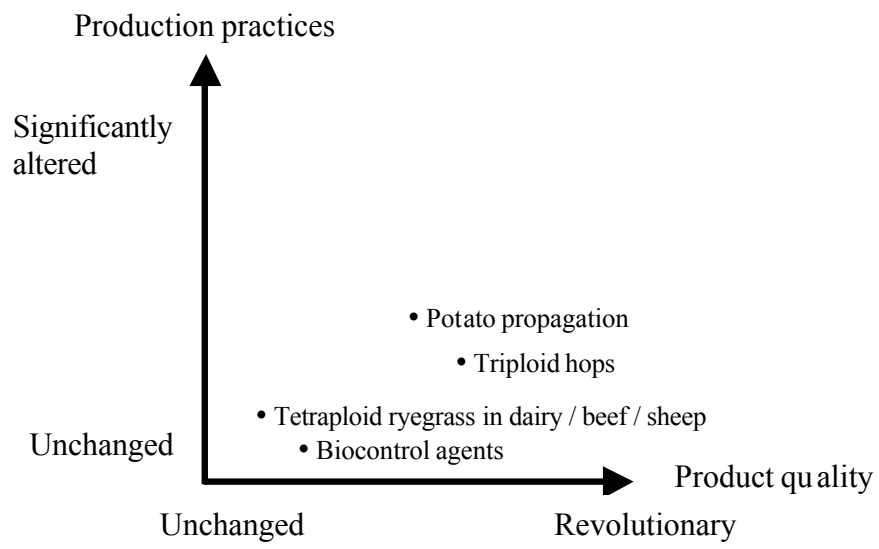 Production practices
Significantly
altered
• Potato propagation
• Triploid hops
• Tetraploid ryegrass in dairy / beef / sheep
Unchanged
• Biocontrol agents
Product quality
Unchanged
Revolutionary